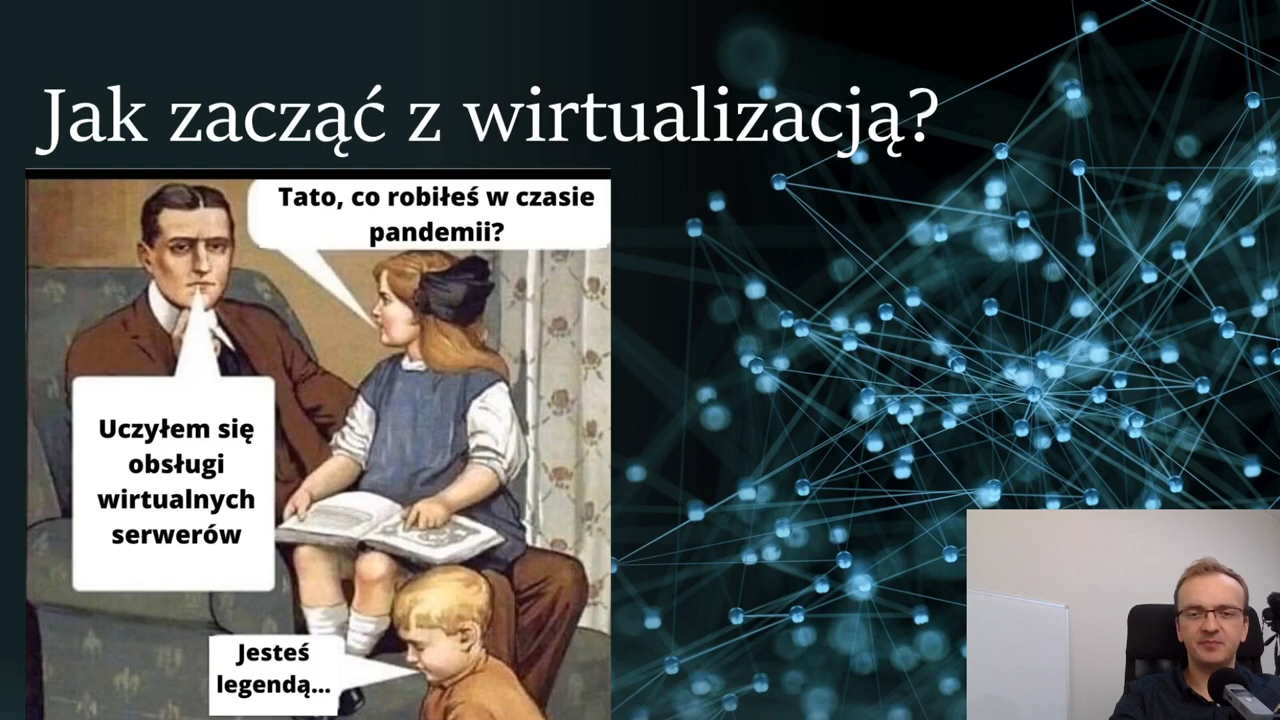 Jak zacząć z wirtualizacją?
Tato, co robiłeś w czasie
pandemii?
Uczyłem się
obsługi
wirtualnych
serwerów
Jesteś
legendą...